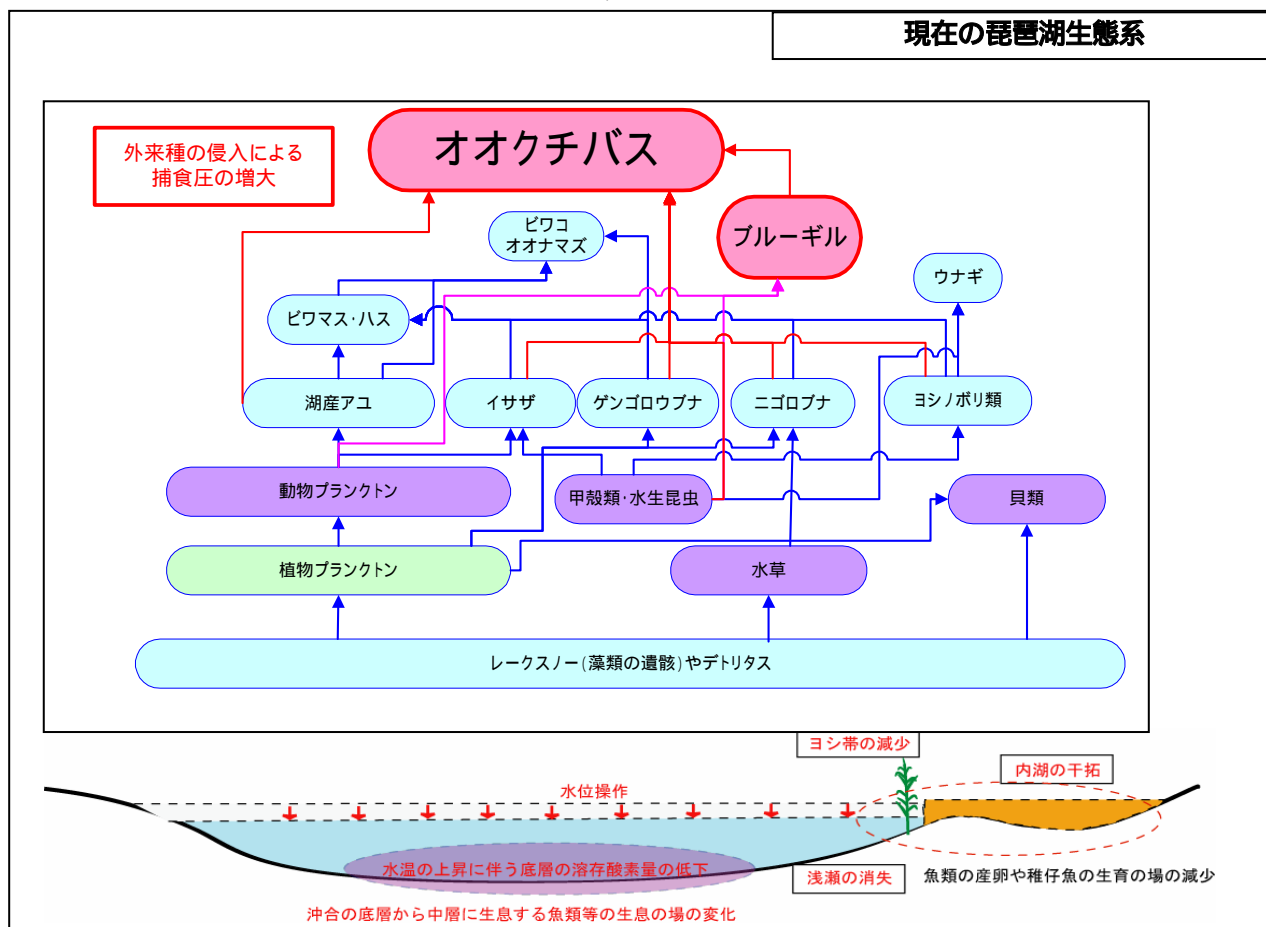 現在の琵琶湖生態系
外来種の侵入による
捕食圧の増大
オオクチバス
ビワコ
オオナマズ
ブルーギル
ウナギ
ビワマス・ハス
湖産アユ
イサザ
ゲンゴロウブナ
ニゴロブナ
ヨシノボリ類
動物プランクトン
甲殻類・水生昆虫
貝類
植物プランクトン
水草
レークスノー(藻類の遺骸)やデトリタス
ヨシ帯の減少
内湖の干拓
水位操作
水温の上昇に伴う底層の溶存酸素量の低下
浅瀬の消失
魚類の産卵や稚仔魚の生育の場の減少
沖合の底層から中層に生息する魚類等の生息の場の変化